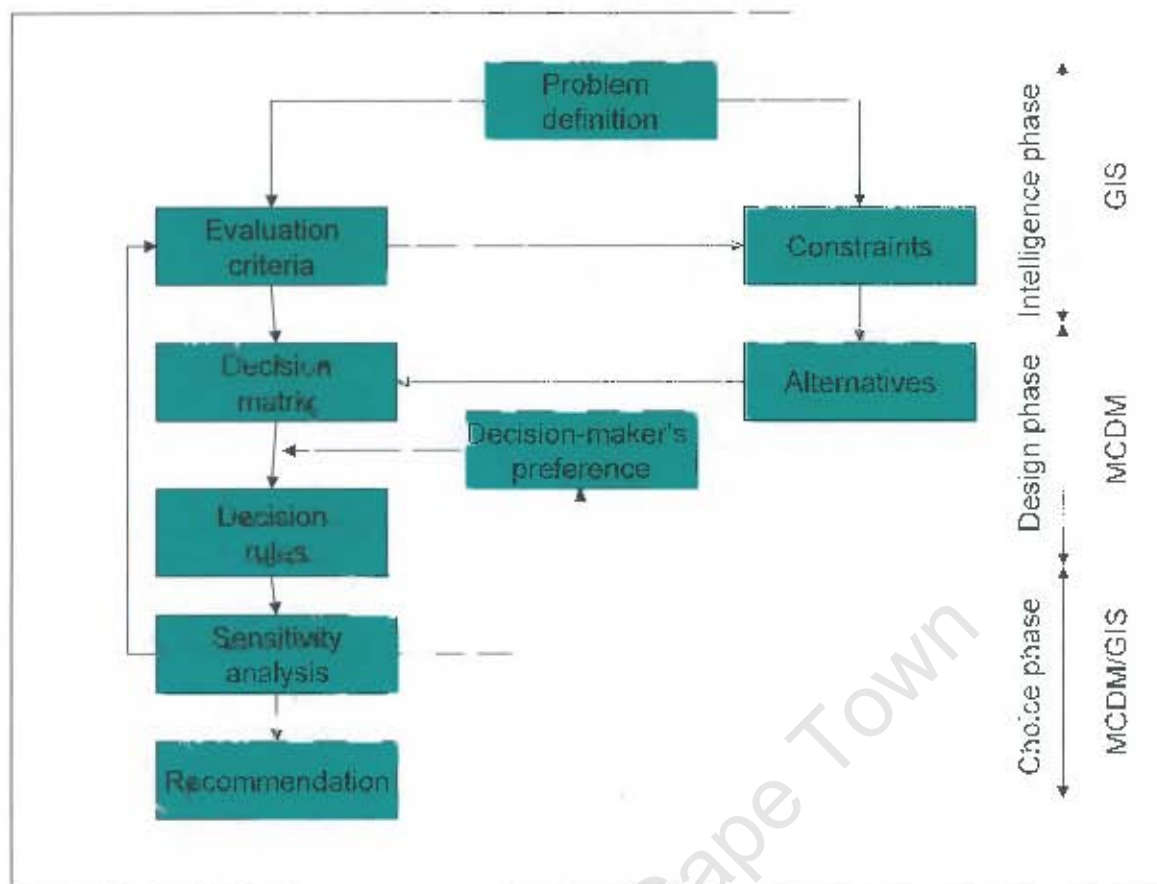 Problem
definition
Evaluation
criteria
Constraints
Decision
matrix
Alternatives
Decision-maker's
preference
Decision
rules
Sensitivity
analysis
Recommendation
Intelligence phase
GIS
Design phase
MCDM
Choice phase
MCDM/GIS
Cape Town